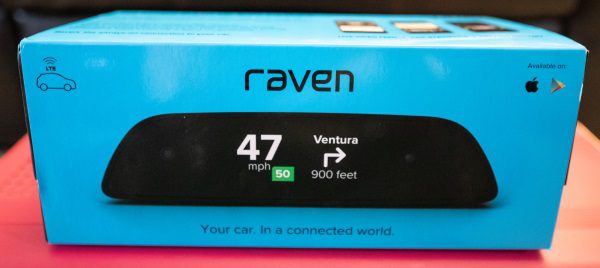 LTE
raven
Available on:
47
mph
50
Ventura
900 feet
Your car. In a connected world.